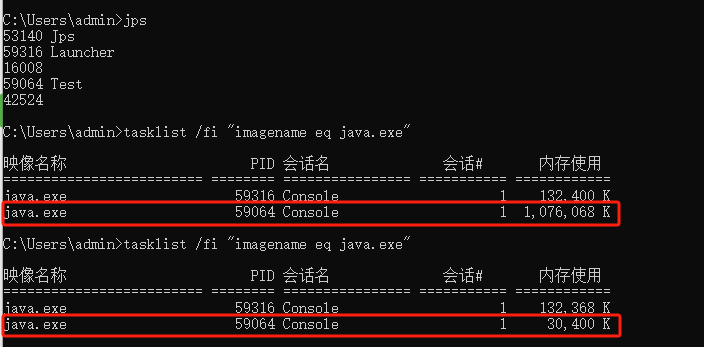 C:\Users\admin>jps
53140 Jps
59316 Launcher
16008
59064 Test
42524
C:\Users\admin>tasklist /fi "imagename eq java.exe"
映像名称                       PID 会话名              会话#       内存使用
========================= ======== ================ =========== ============
java.exe                     59316 Console                    1    132,400 K
java.exe                     59064 Console                    1  1,076,068 K
C:\Users\admin>tasklist /fi "imagename eq java.exe"
映像名称                       PID 会话名              会话#       内存使用
========================= ======== ================ =========== ============
java.exe                     59316 Console                    1    132,368 K
java.exe                     59064 Console                    1     30,400 K